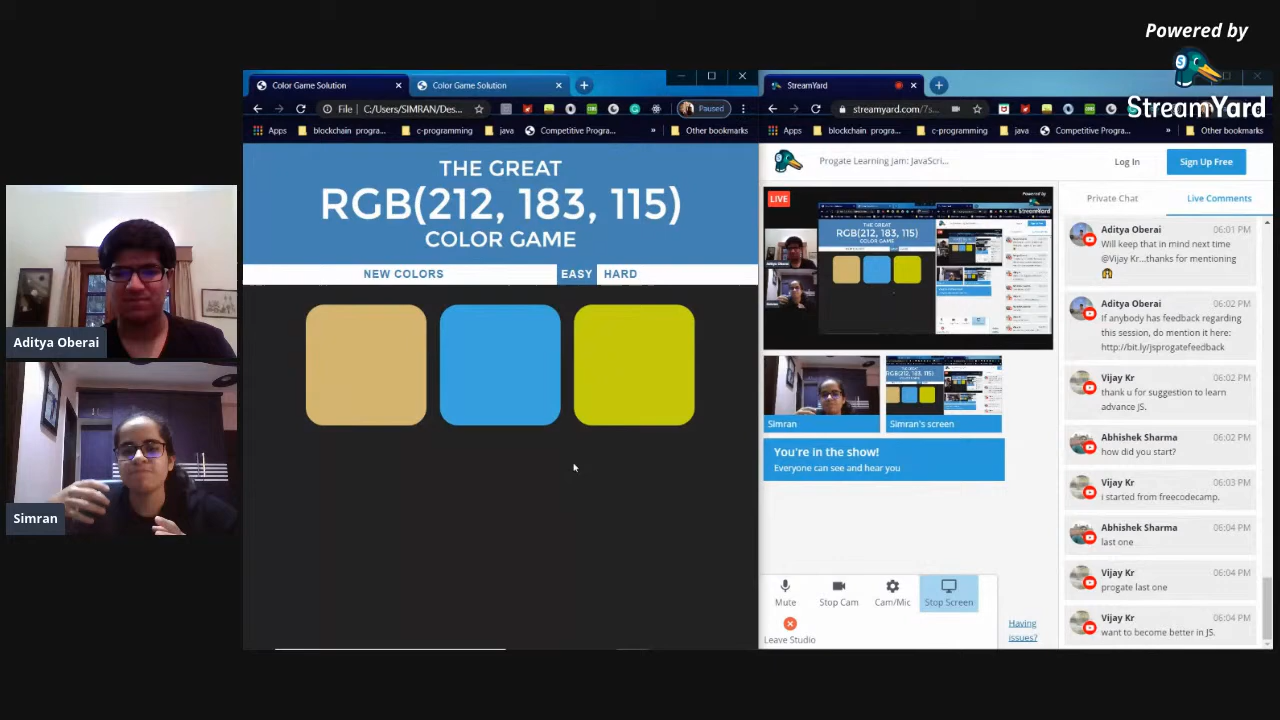 Powered by
StreamYard
Color Game Solution
Color Game Solution
File | C:/Users/SIMRAN/Des...
Paused
Apps
blockchain progra...
c-programming
java
Competitive Progra...
»
Other bookmarks
THE GREAT
RGB(212, 183, 115)
COLOR GAME
NEW COLORS
EASY
HARD
Aditya Oberai
Simran
StreamYard
streamyard.com/7s...
Apps
blockchain progra...
c-programming
java
Competitive Progra...
»
Other bookmarks
Progate Learning Jam: JavaScri...
Log In
Sign Up Free
LIVE
THE GREAT
RGB(212, 183, 115)
COLOR GAME
Simran
Simran's screen
You're in the show!
Everyone can see and hear you
Mute
Stop Cam
Cam/Mic
Stop Screen
Leave Studio
Having
issues?
Private Chat
Live Comments
Aditya Oberai 06:01 PM
Will keep that in mind next time
@Vijay Kr...thanks for mentioning
Aditya Oberai 06:02 PM
If anybody has feedback regarding
this session, do mention it here:
http://bit.ly/jsprogatefeedback
Vijay Kr 06:02 PM
thank u for suggestion to learn
advance JS.
Abhishek Sharma 06:02 PM
how did you start?
Vijay Kr 06:03 PM
i started from freecodecamp.
Abhishek Sharma 06:04 PM
last one
Vijay Kr 06:04 PM
progate last one
Vijay Kr 06:04 PM
want to become better in JS.